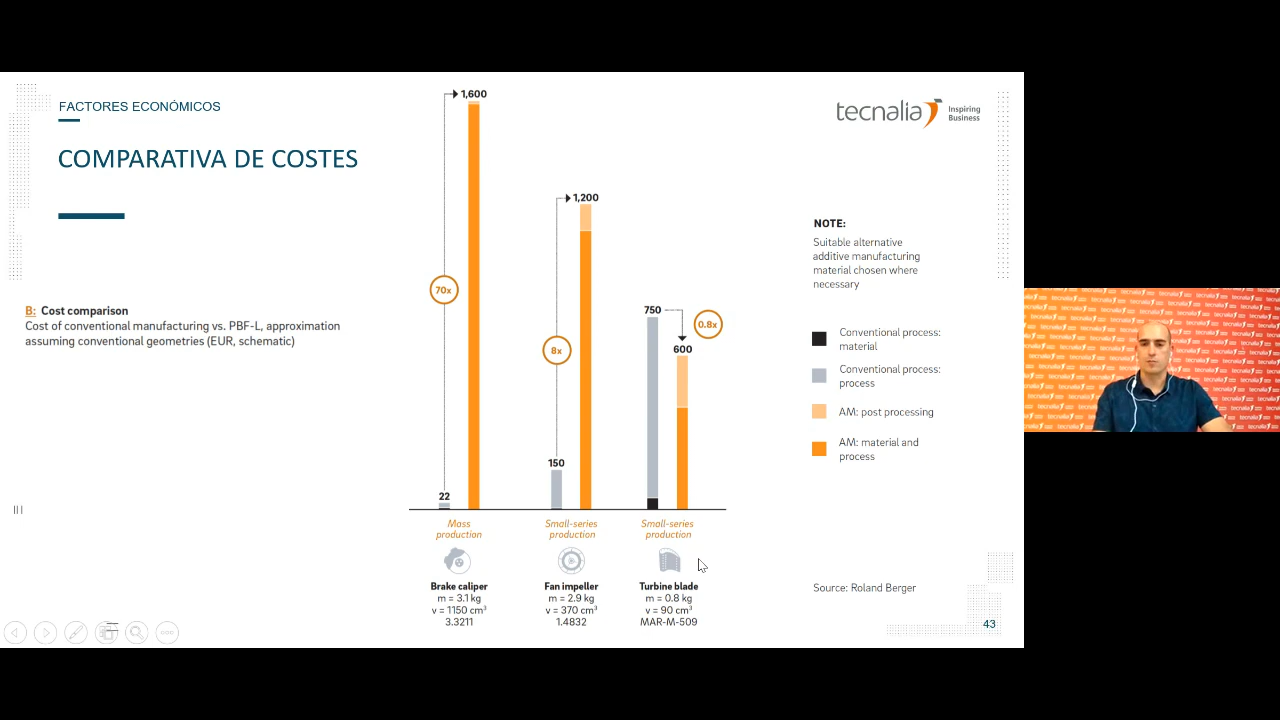 FACTORES ECONÓMICOS
COMPARATIVA DE COSTES
tecnalia
Inspiring
Business
B: Cost comparison
Cost of conventional manufacturing vs. PBF-L, approximation
assuming conventional geometries (EUR, schematic)
1,600
70x
22
1,200
8x
150
750
0.8x
600
Mass
production
Small-series
production
Small-series
production
Brake caliper
m = 3.1 kg
v = 1150 cm³
3.3211
Fan impeller
m = 2.9 kg
v = 370 cm³
1.4832
Turbine blade
m = 0.8 kg
v = 90 cm³
MAR-M-509
NOTE:
Suitable alternative
additive manufacturing
material chosen where
necessary
Conventional process:
material
Conventional process:
process
AM: post processing
AM: material and
process
Source: Roland Berger
43